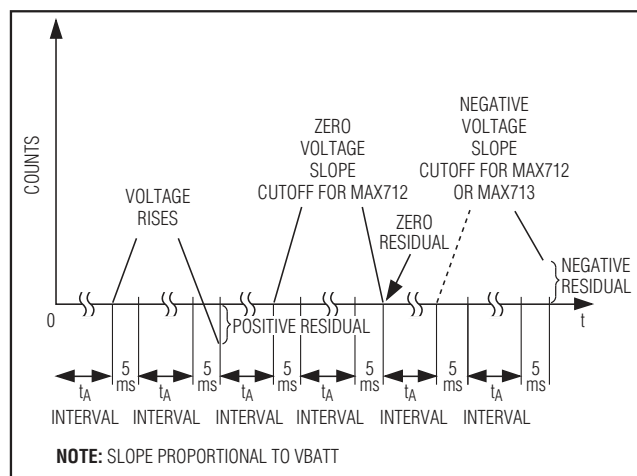 COUNTS
VOLTAGE
RISES
ZERO
VOLTAGE
SLOPE
CUTOFF FOR MAX712
NEGATIVE
VOLTAGE
SLOPE
CUTOFF FOR MAX712
OR MAX713
ZERO
RESIDUAL
NEGATIVE
RESIDUAL
0
t
POSITIVE RESIDUAL
5 5 5 5 5 5
ms ms ms ms ms ms
tA tA tA tA tA tA
INTERVAL INTERVAL INTERVAL INTERVAL INTERVAL INTERVAL
NOTE: SLOPE PROPORTIONAL TO VBATT